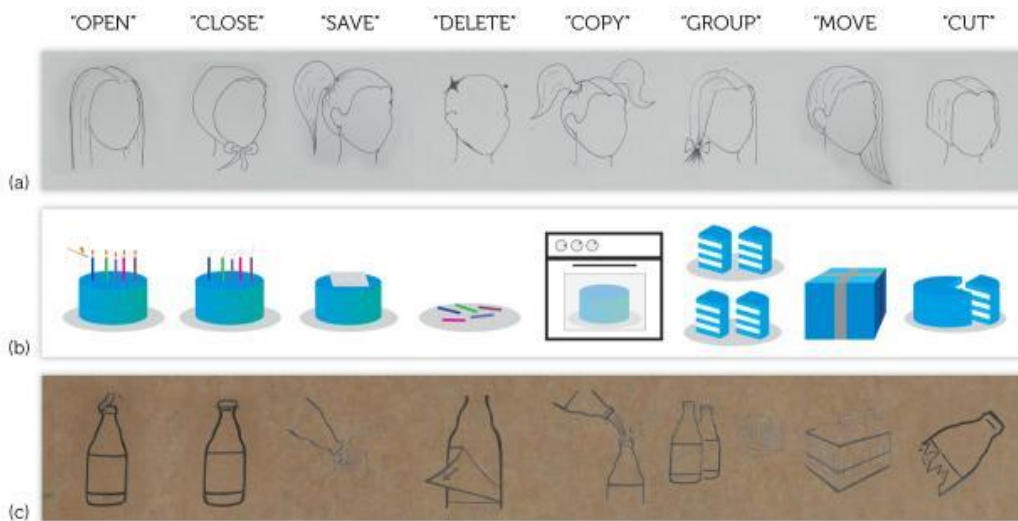 "OPEN" "CLOSE" "SAVE" "DELETE" "COPY" "GROUP" "MOVE "CUT"
(a)
(b)
(c)